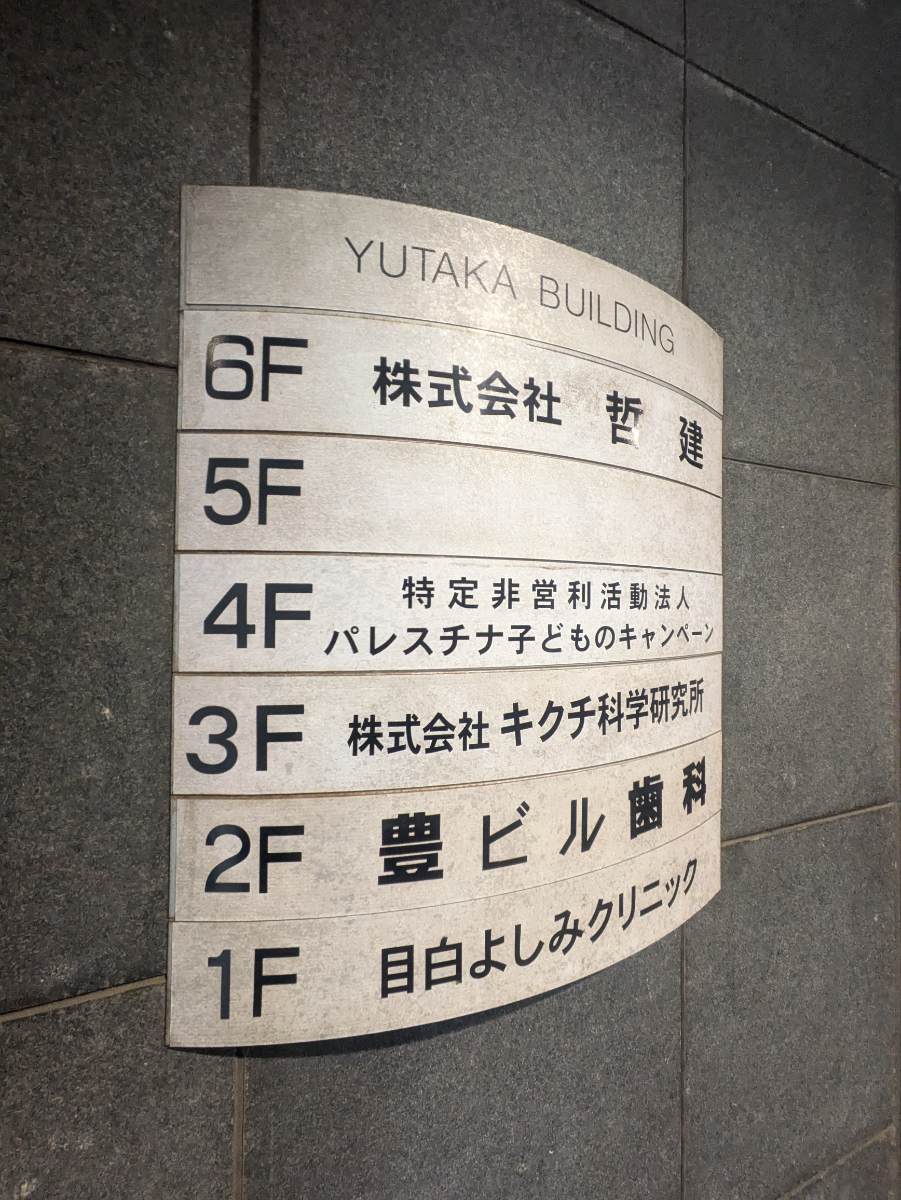 YUTAKA BUILDING
6F 株式会社 哲建
5F
4F 特定非営利活動法人
パレスチナ子どものキャンペーン
3F 株式会社 キクチ科学研究所
2F 豊ビル歯科
1F 目白よしみクリニック